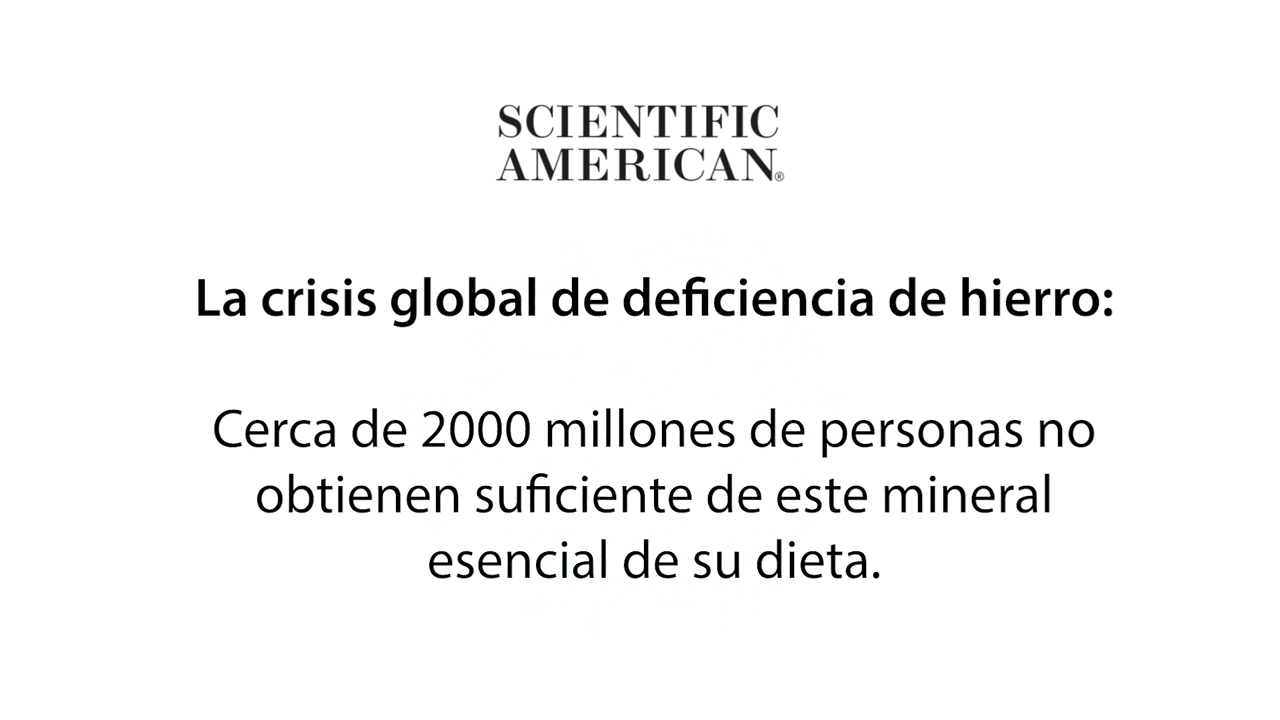 SCIENTIFIC
AMERICAN®
La crisis global de deficiencia de hierro:
Cerca de 2000 millones de personas no
obtienen suficiente de este mineral
esencial de su dieta.